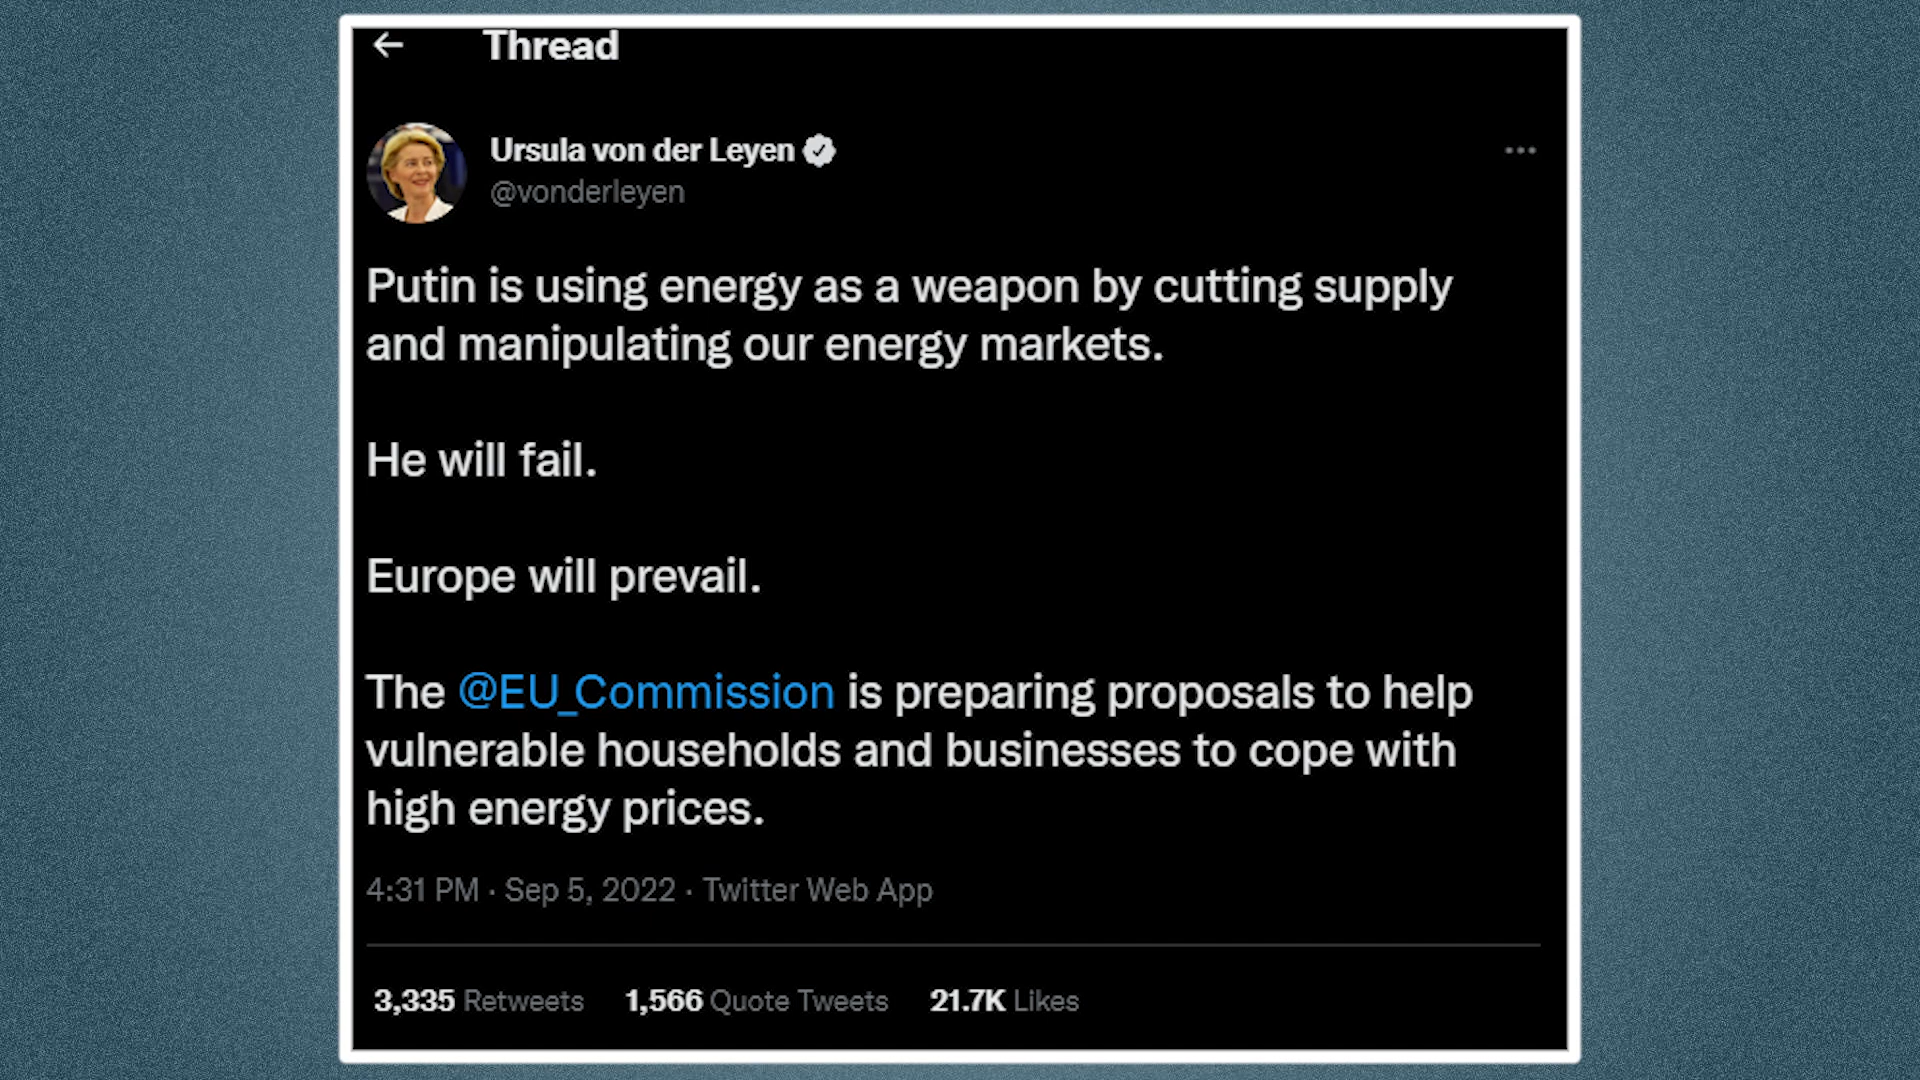 Thread
Ursula von der Leyen
@vonderleyen
Putin is using energy as a weapon by cutting supply
and manipulating our energy markets.
He will fail.
Europe will prevail.
The @EU_Commission is preparing proposals to help
vulnerable households and businesses to cope with
high energy prices.
4:31 PM · Sep 5, 2022 · Twitter Web App
3,335 Retweets 1,566 Quote Tweets 21.7K Likes